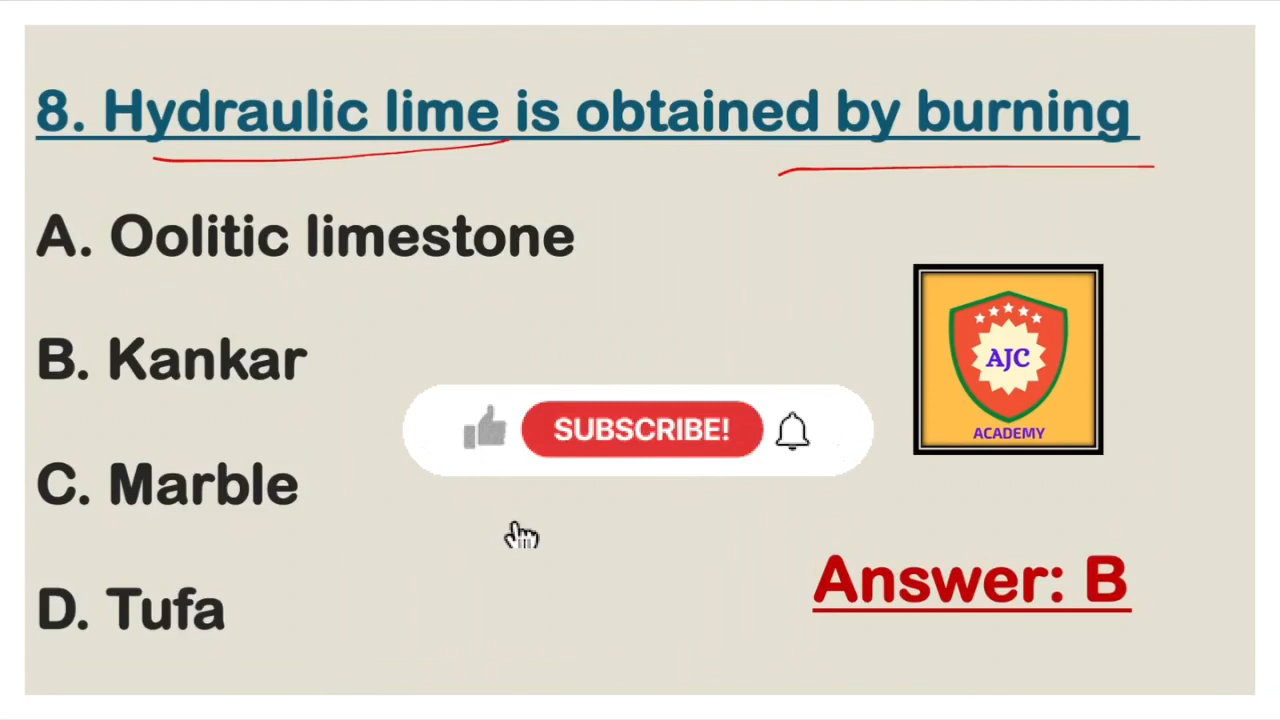 8. Hydraulic lime is obtained by burning
A. Oolitic limestone
B. Kankar
AJC
ACADEMY
SUBSCRIBE!
C. Marble
Answer: B
D. Tufa